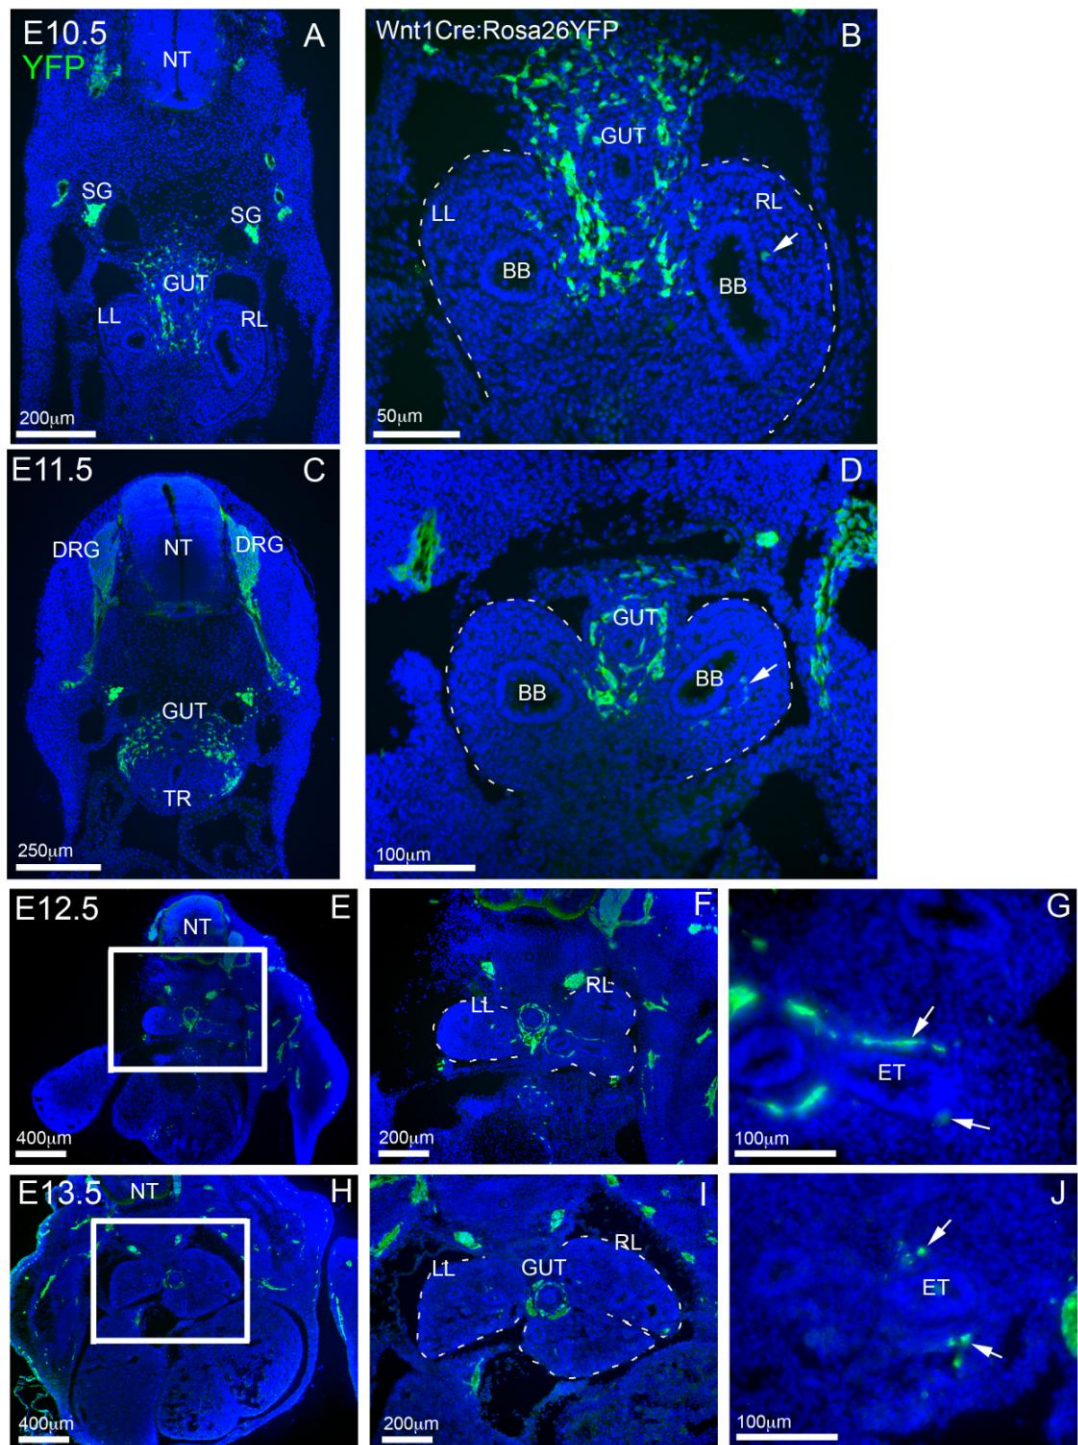 E10.5
A
YFP
NT
SG
SG
GUT
LL
RL
200μm
Wnt1Cre:Rosa26YFP
B
GUT
LL
RL
BB
BB
50μm
E11.5
C
DRG
NT
DRG
GUT
TR
250μm
D
GUT
BB
BB
100μm
E12.5
E
NT
400μm
F
LL
RL
200μm
G
ET
100μm
E13.5
NT
H
400μm
I
LL
GUT
RL
200μm
J
ET
100μm